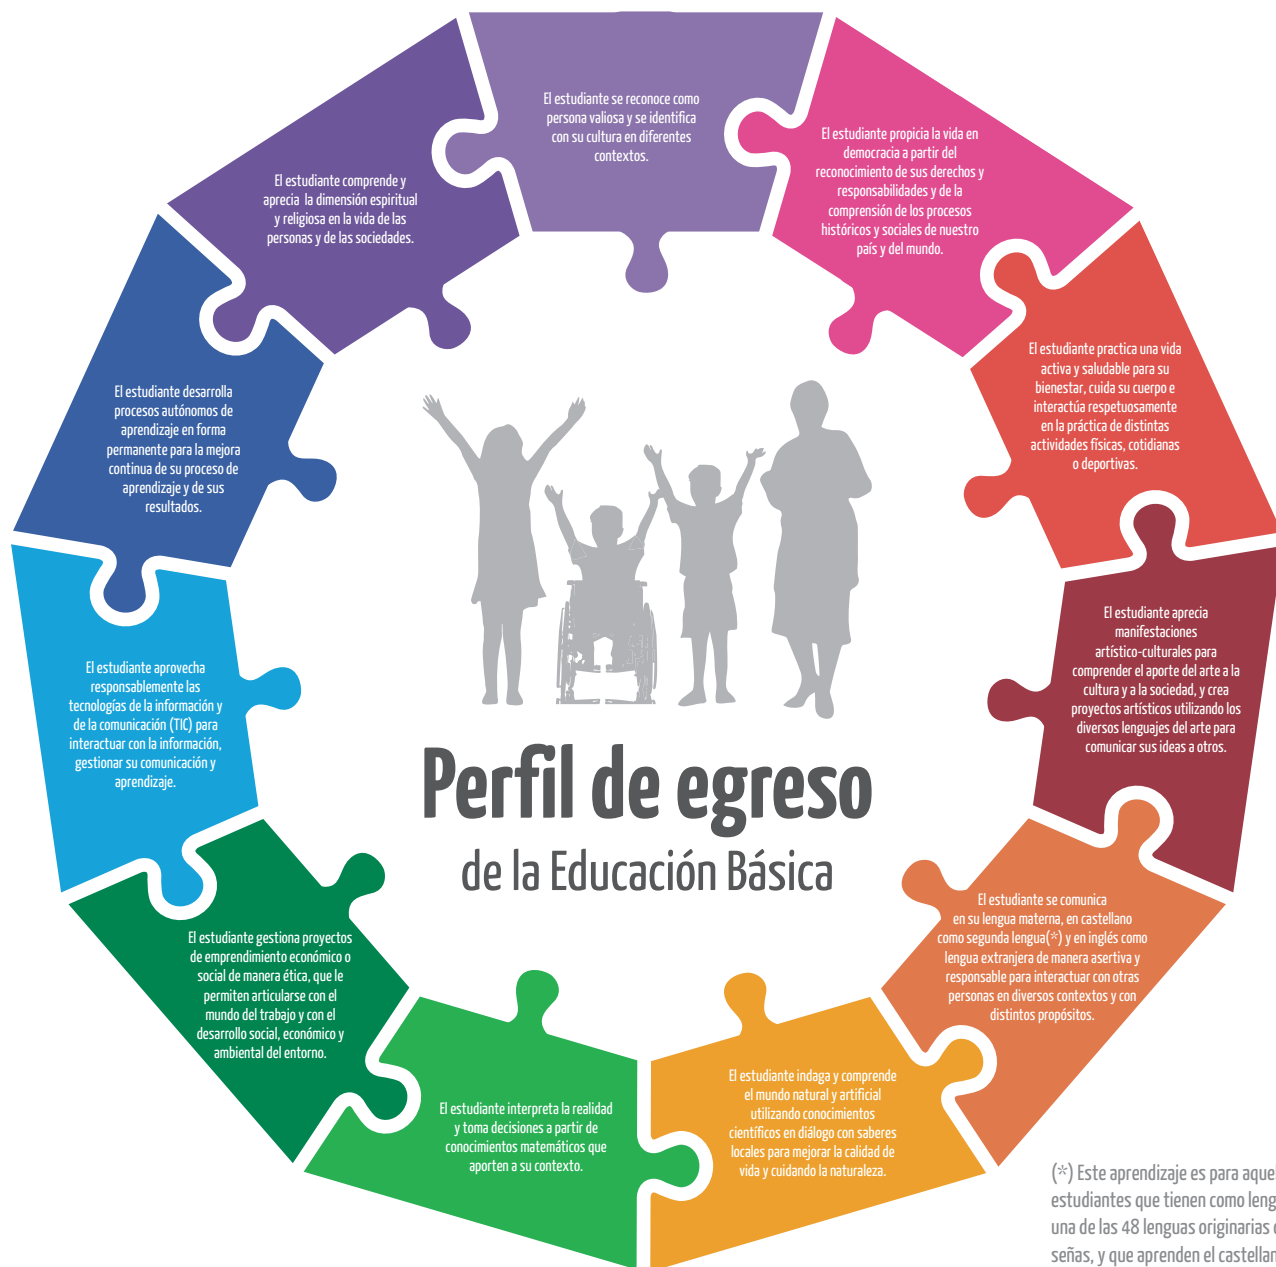 El estudiante se reconoce como
persona valiosa y se identifica
con su cultura en diferentes
contextos.
El estudiante propicia la vida en
democracia a partir del
reconocimiento de sus derechos y
responsabilidades y de la
comprensión de los procesos
históricos y sociales de nuestro
país y del mundo.
El estudiante practica una vida
activa y saludable para su
bienestar, cuida su cuerpo e
interactúa respetuosamente
en la práctica de distintas
actividades físicas, cotidianas
o deportivas.
El estudiante aprecia
manifestaciones
artístico-culturales para
comprender el aporte del arte a la
cultura y a la sociedad, y crea
proyectos artísticos utilizando los
diversos lenguajes del arte para
comunicar sus ideas a otros.
El estudiante se comunica
en su lengua materna, en castellano
como segunda lengua(*) y en inglés como
lengua extranjera de manera asertiva y
responsable para interactuar con otras
personas en diversos contextos y con
distintos propósitos.
El estudiante indaga y comprende
el mundo natural y artificial
utilizando conocimientos
científicos en diálogo con saberes
locales para mejorar la calidad de
vida y cuidando la naturaleza.
El estudiante interpreta la realidad
y toma decisiones a partir de
conocimientos matemáticos que
aporten a su contexto.
El estudiante gestiona proyectos
de emprendimiento económico o
social de manera ética, que le
permiten articularse con el
mundo del trabajo y con el
desarrollo social, económico y
ambiental del entorno.
El estudiante aprovecha
responsablemente las
tecnologías de la información y
de la comunicación (TIC) para
interactuar con la información,
gestionar su comunicación y
aprendizaje.
El estudiante desarrolla
procesos autónomos de
aprendizaje en forma
permanente para la mejora
continua de su proceso de
aprendizaje y de sus
resultados.
El estudiante comprende y
aprecia la dimensión espiritual
y religiosa en la vida de las
personas y de las sociedades.
Perfil de egreso
de la Educación Básica
(*) Este aprendizaje es para
estudiantes que tienen como
una de las 48 lenguas originarias
señas, y que aprenden el